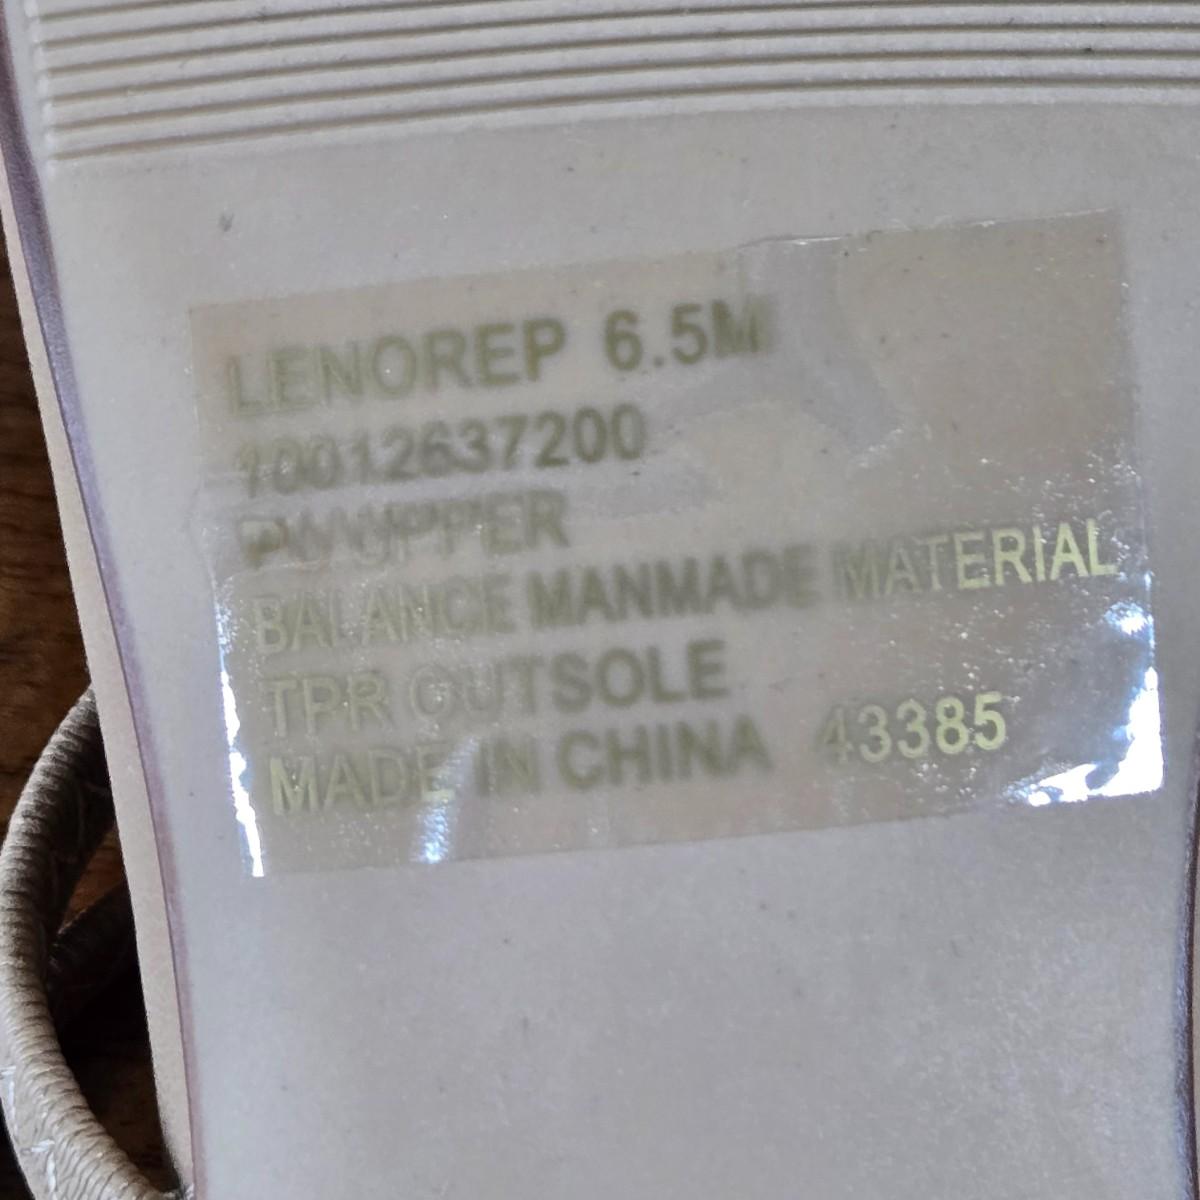 LENOREP 6.5M
10012637200
PU UPPER
BALANCE MANMADE MATERIAL
TPR OUTSOLE
MADE IN CHINA 43385